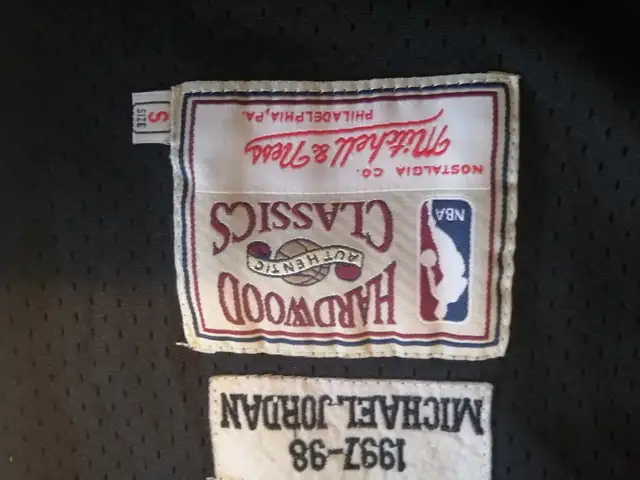 Mitchell & Ness
NOSTALGIA CO.
PHILADELPHIA, PA.
S
SIZE
NBA
HARDWOOD
AUTHENTIC
CLASSICS
1997-98
MICHAEL JORDAN